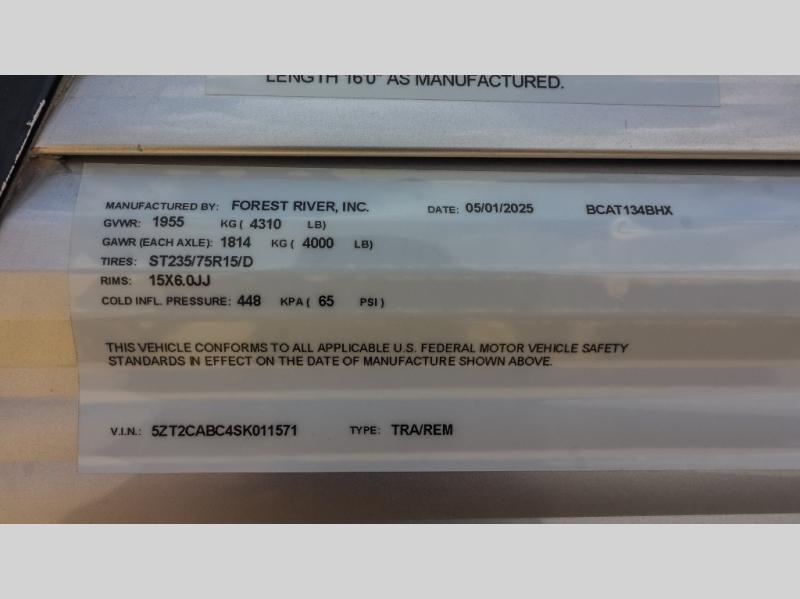 LENGTH 16'0" AS MANUFACTURED.
MANUFACTURED BY: FOREST RIVER, INC. DATE: 05/01/2025 BCAT134BHX
GVWR: 1955 KG ( 4310 LB)
GAWR (EACH AXLE): 1814 KG ( 4000 LB)
TIRES: ST235/75R15/D
RIMS: 15X6.0JJ
COLD INFL. PRESSURE: 448 KPA ( 65 PSI )
THIS VEHICLE CONFORMS TO ALL APPLICABLE U.S. FEDERAL MOTOR VEHICLE SAFETY
STANDARDS IN EFFECT ON THE DATE OF MANUFACTURE SHOWN ABOVE.
V.I.N.: 5ZT2CABC4SK011571 TYPE: TRA/REM